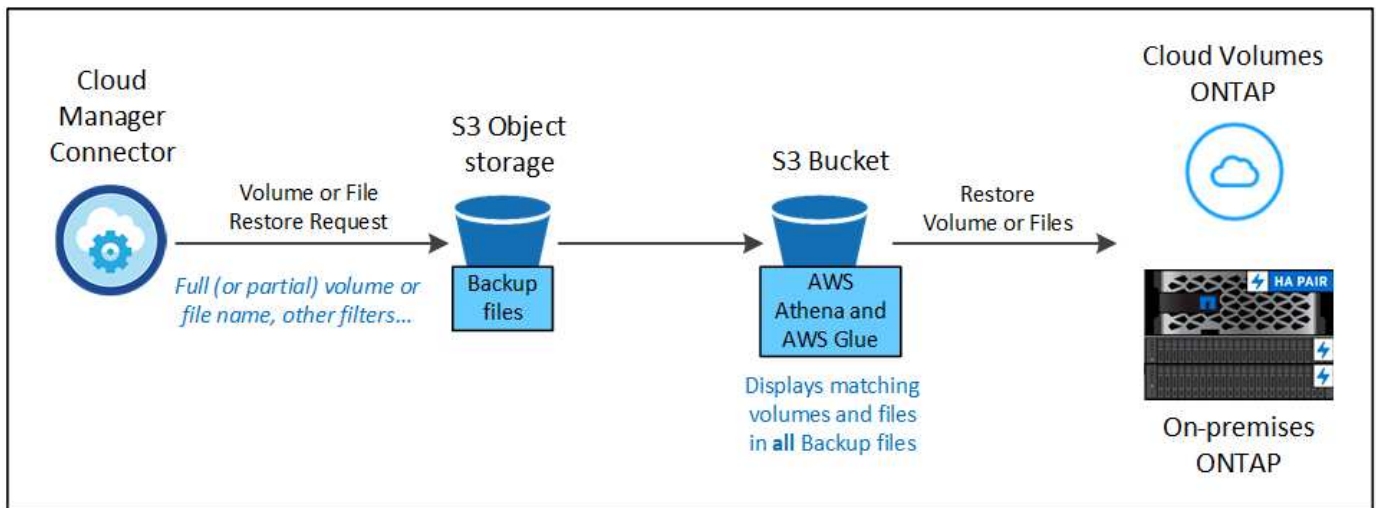 Cloud
Manager
Connector
Volume or File
Restore Request
Full (or partial) volume or
file name, other filters...
S3 Object
storage
Backup
files
S3 Bucket
AWS
Athena and
AWS Glue
Displays matching
volumes and files
in all Backup files
Restore
Volume or Files
Cloud Volumes
ONTAP
HA PAIR
On-premises
ONTAP